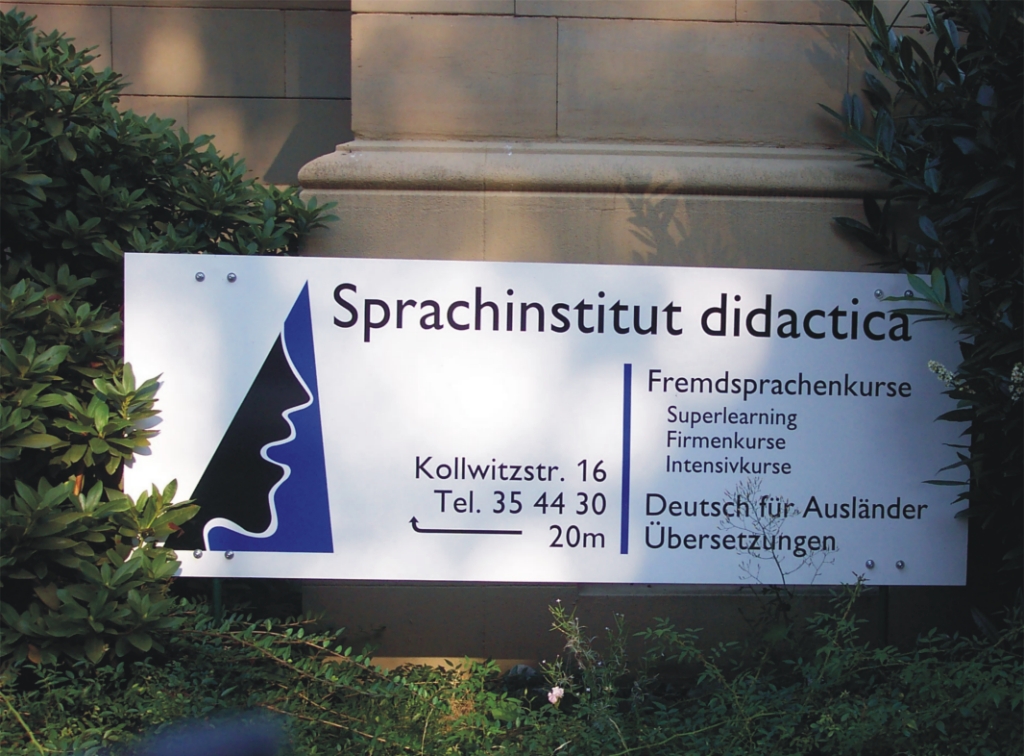 Sprachinstitut didactica
Kollwitzstr. 16
Tel. 35 44 30
20m
Fremdsprachenkurse
Superlearning
Firmenkurse
Intensivkurse
Deutsch für Ausländer
Übersetzungen